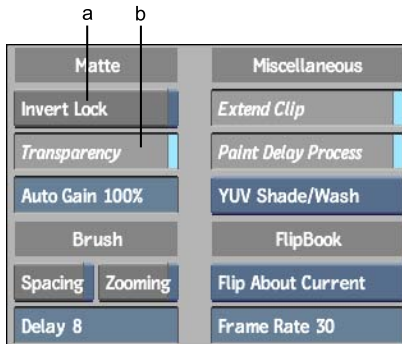 a b
Matte Miscellaneous
Invert Lock Extend Clip
Transparency Paint Delay Process
Auto Gain 100% YUV Shade/Wash
Brush FlipBook
Spacing Zooming Flip About Current
Delay 8 Frame Rate 30